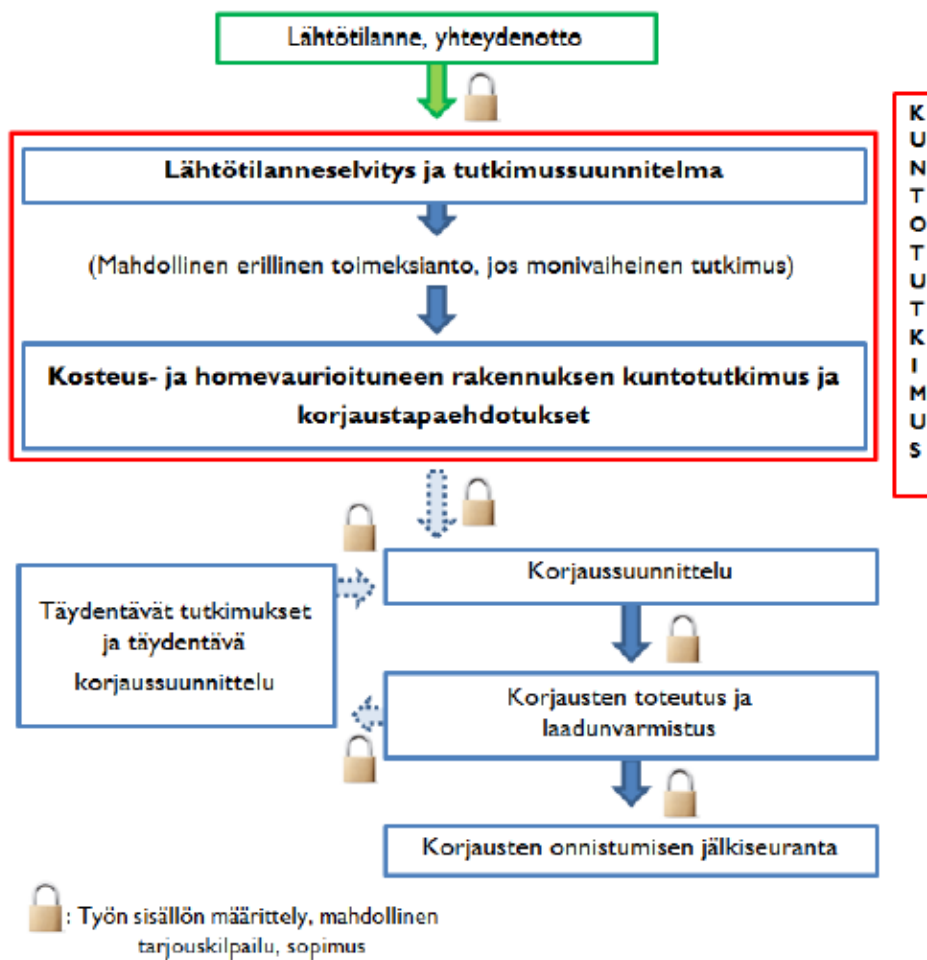 Lähtötilanne, yhteydenotto
Lähtötilanneselvitys ja tutkimussuunnitelma
(Mahdollinen erillinen toimeksianto, jos monivaiheinen tutkimus)
Kosteus- ja homevaurioituneen rakennuksen kuntotutkimus ja
korjaustapaehdotukset
K
U
N
T
O
T
U
T
K
I
M
U
S
Korjaussuunnittelu
Täydentävät tutkimukset
ja täydentävä
korjaussuunnittelu
Korjausten toteutus ja
laadunvarmistus
Korjausten onnistumisen jälkiseuranta
: Työn sisällön määrittely, mahdollinen
tarjouskilpailu, sopimus